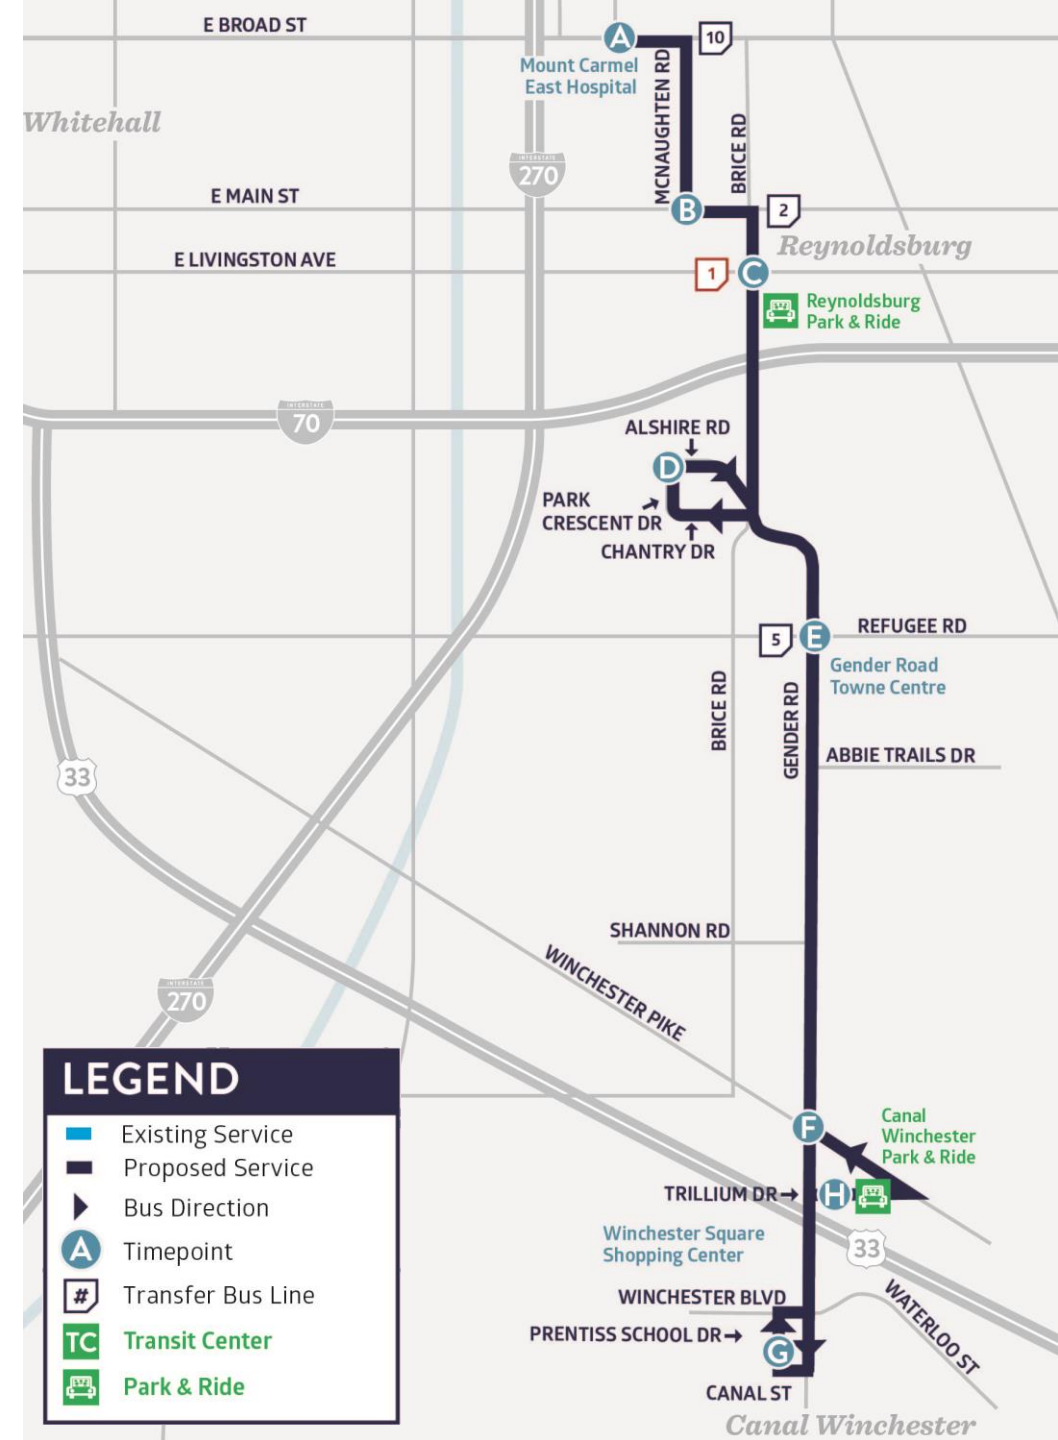 E BROAD ST
A
10
Mount Carmel
East Hospital
MCNAUGHTEN RD
BRICE RD
Whitehall
INTERSTATE
270
E MAIN ST
B
2
Reynoldsburg
E LIVINGSTON AVE
1
C
Reynoldsburg
Park & Ride
INTERSTATE
70
ALSHIRE RD
D
PARK
CRESCENT DR
CHANTRY DR
5
E
REFUGEE RD
Gender Road
Towne Centre
BRICE RD
GENDER RD
ABBIE TRAILS DR
33
SHANNON RD
WINCHESTER PIKE
INTERSTATE
270
F
Canal
Winchester
Park & Ride
TRILLIUM DR
H
Winchester Square
Shopping Center
33
WINCHESTER BLVD
WATERLOO ST
PRENTISS SCHOOL DR
G
CANAL ST
Canal Winchester
LEGEND
Existing Service
Proposed Service
Bus Direction
A Timepoint
# Transfer Bus Line
TC Transit Center
Park & Ride